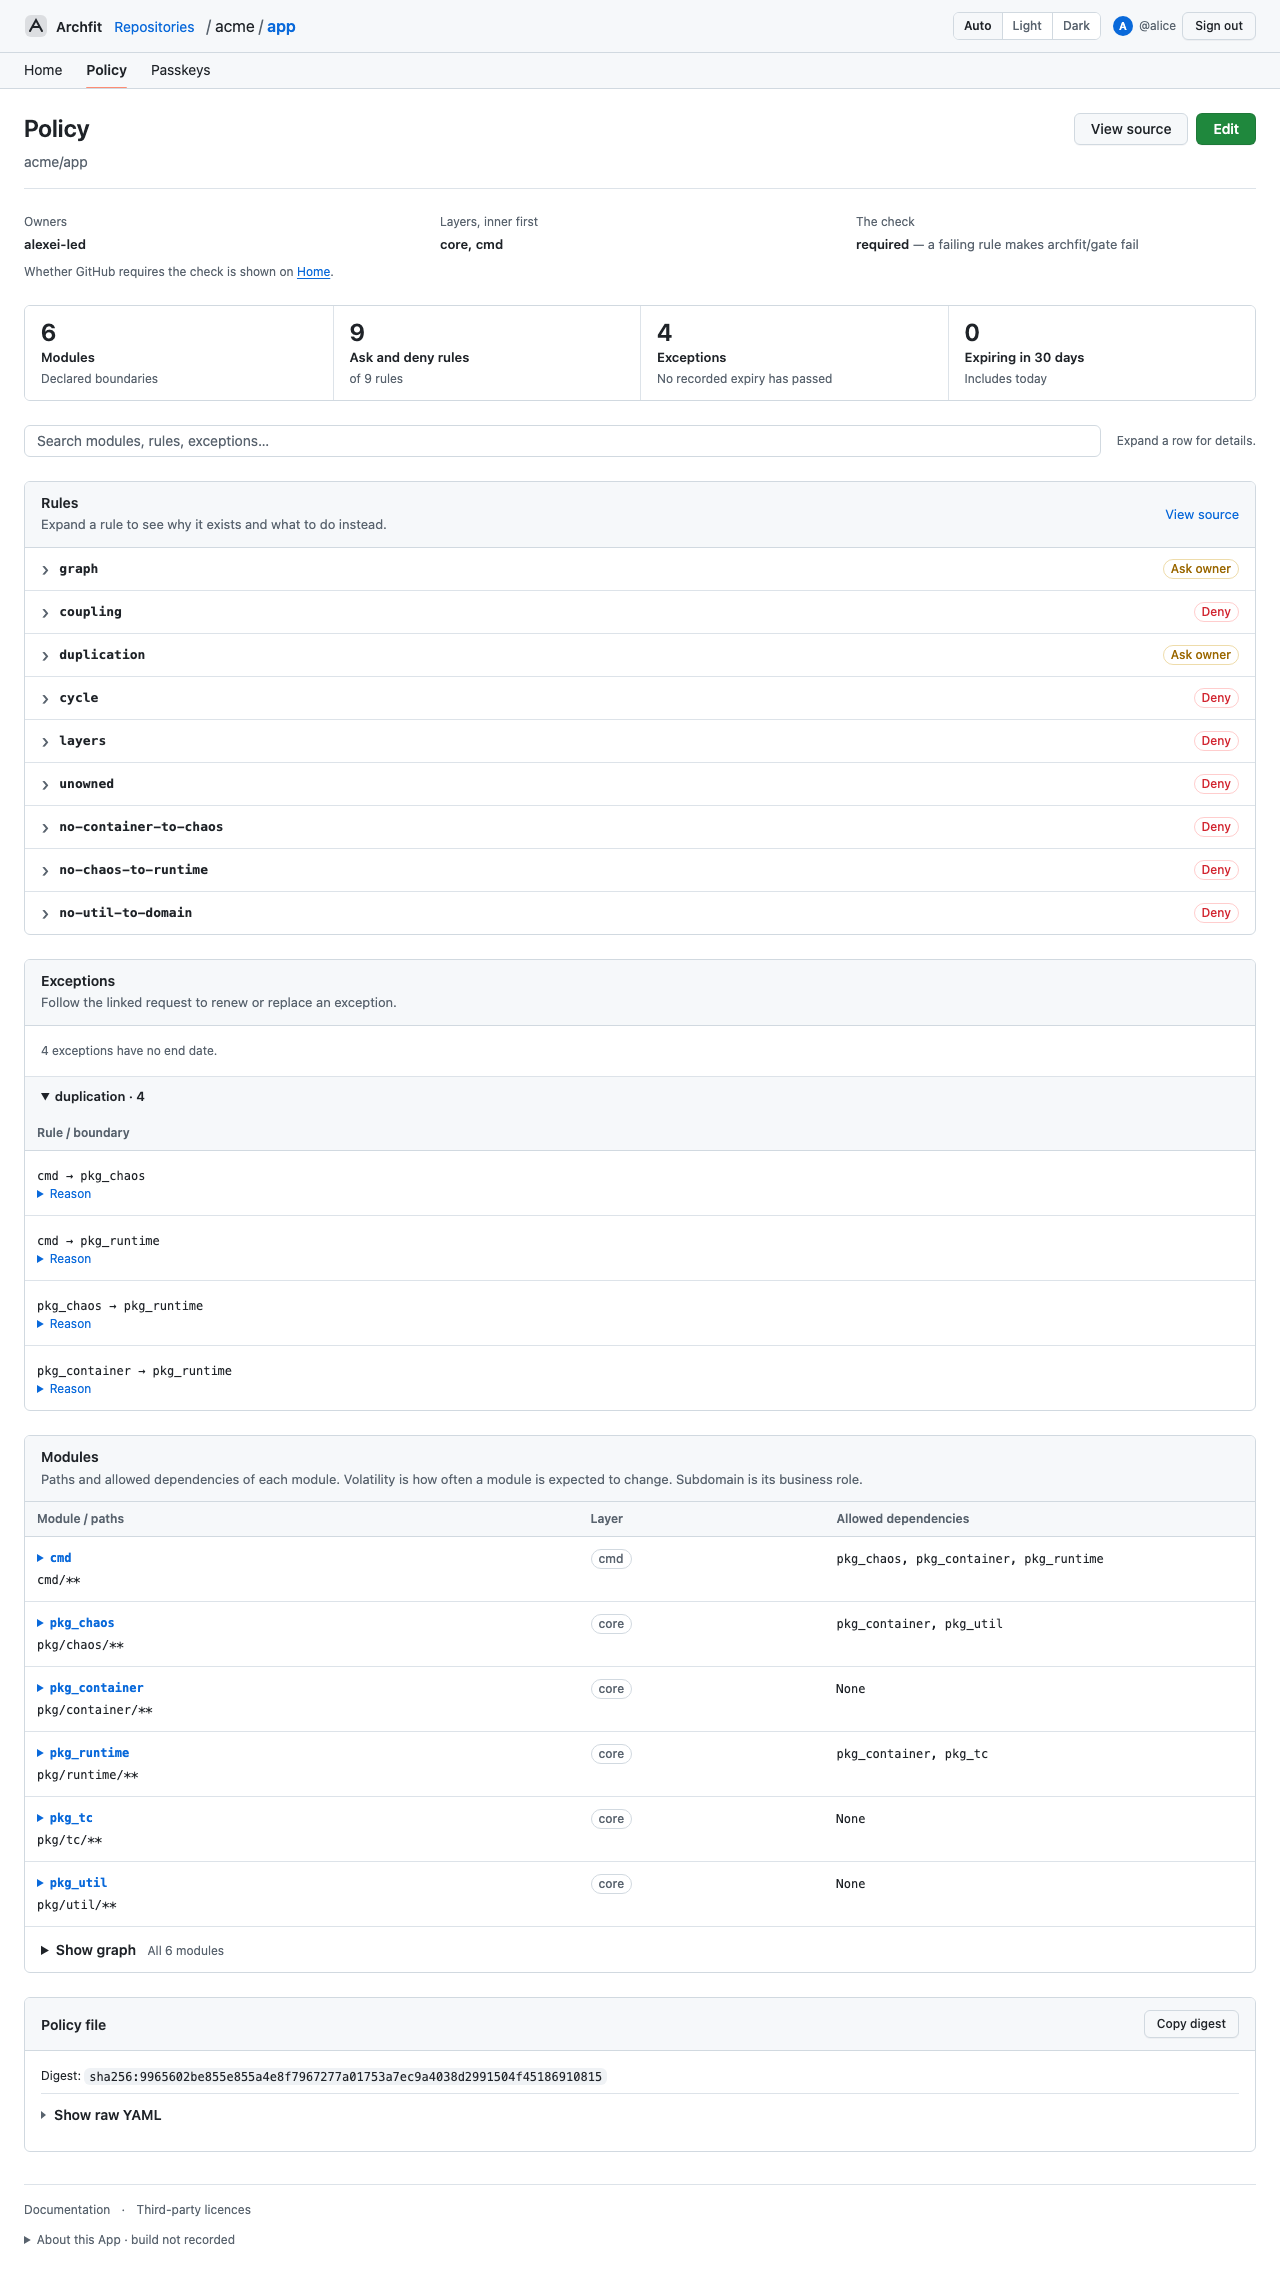 Archfit Repositories / acme / app Auto Light Dark A @alice Sign out
Home Policy Passkeys
Policy View source Edit
acme/app
Owners Layers, inner first The check
alexei-led core, cmd required — a failing rule makes archfit/gate fail
Whether GitHub requires the check is shown on Home.
6 9 4 0
Modules Ask and deny rules Exceptions Expiring in 30 days
Declared boundaries of 9 rules No recorded expiry has passed Includes today
Search modules, rules, exceptions... Expand a row for details.
Rules
Expand a rule to see why it exists and what to do instead. View source
graph Ask owner
coupling Deny
duplication Ask owner
cycle Deny
layers Deny
unowned Deny
no-container-to-chaos Deny
no-chaos-to-runtime Deny
no-util-to-domain Deny
Exceptions
Follow the linked request to renew or replace an exception.
4 exceptions have no end date.
duplication · 4
Rule / boundary
cmd → pkg_chaos
Reason
cmd → pkg_runtime
Reason
pkg_chaos → pkg_runtime
Reason
pkg_container → pkg_runtime
Reason
Modules
Paths and allowed dependencies of each module. Volatility is how often a module is expected to change. Subdomain is its business role.
Module / paths Layer Allowed dependencies
cmd cmd pkg_chaos, pkg_container, pkg_runtime
cmd/**
pkg_chaos core pkg_container, pkg_util
pkg/chaos/**
pkg_container core None
pkg/container/**
pkg_runtime core pkg_container, pkg_tc
pkg/runtime/**
pkg_tc core None
pkg/tc/**
pkg_util core None
pkg/util/**
Show graph All 6 modules
Policy file Copy digest
Digest: sha256:9965602be855e855a4e8f7967277a01753a7ec9a4038d2991504f45186910815
Show raw YAML
Documentation · Third-party licences
About this App · build not recorded